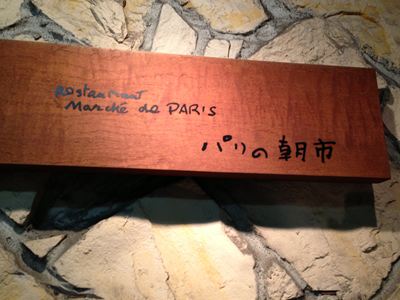 Restaurant
Marché de PARIS
パリの朝市